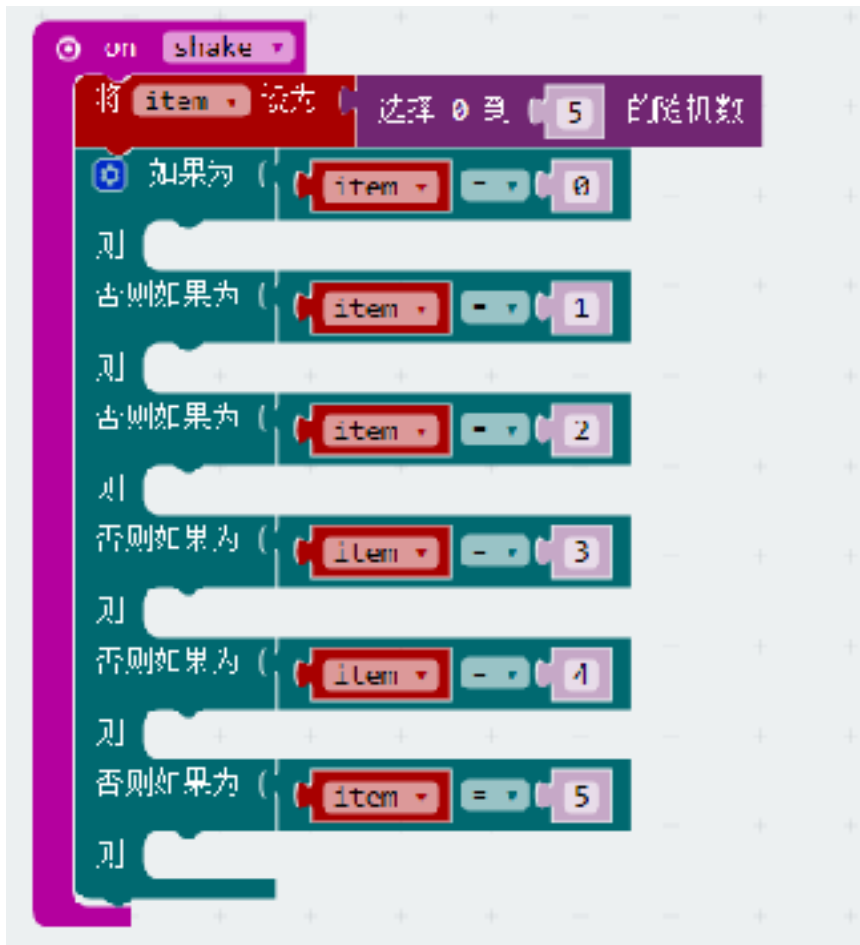 on shake
将 item 设为 选择 0 到 5 的随机数
如果为 item = 0
则
否则如果为 item = 1
则
否则如果为 item = 2
则
否则如果为 item = 3
则
否则如果为 item = 4
则
否则如果为 item = 5
则